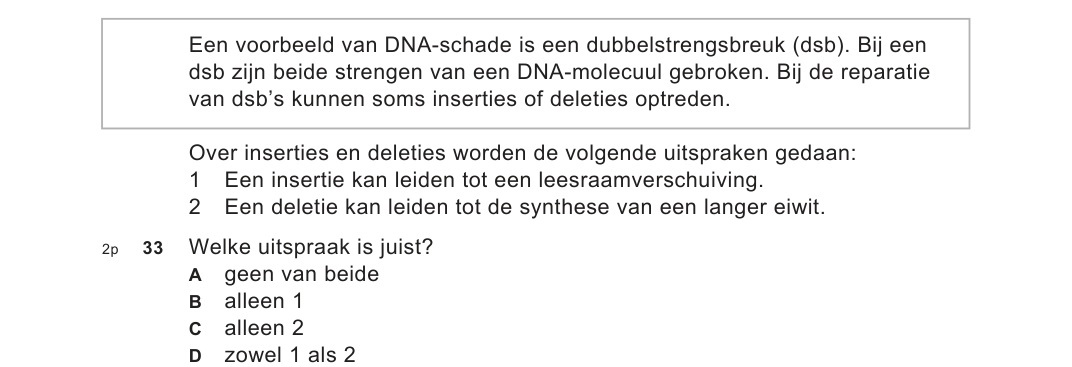 Een voorbeeld van DNA-schade is een dubbelstrengsbreuk (dsb). Bij een
dsb zijn beide strengen van een DNA-molecuul gebroken. Bij de reparatie
van dsb’s kunnen soms inserties of deleties optreden.
Over inserties en deleties worden de volgende uitspraken gedaan:
1 Een insertie kan leiden tot een leesraamverschuiving.
2 Een deletie kan leiden tot de synthese van een langer eiwit.
2p 33 Welke uitspraak is juist?
A geen van beide
B alleen 1
C alleen 2
D zowel 1 als 2